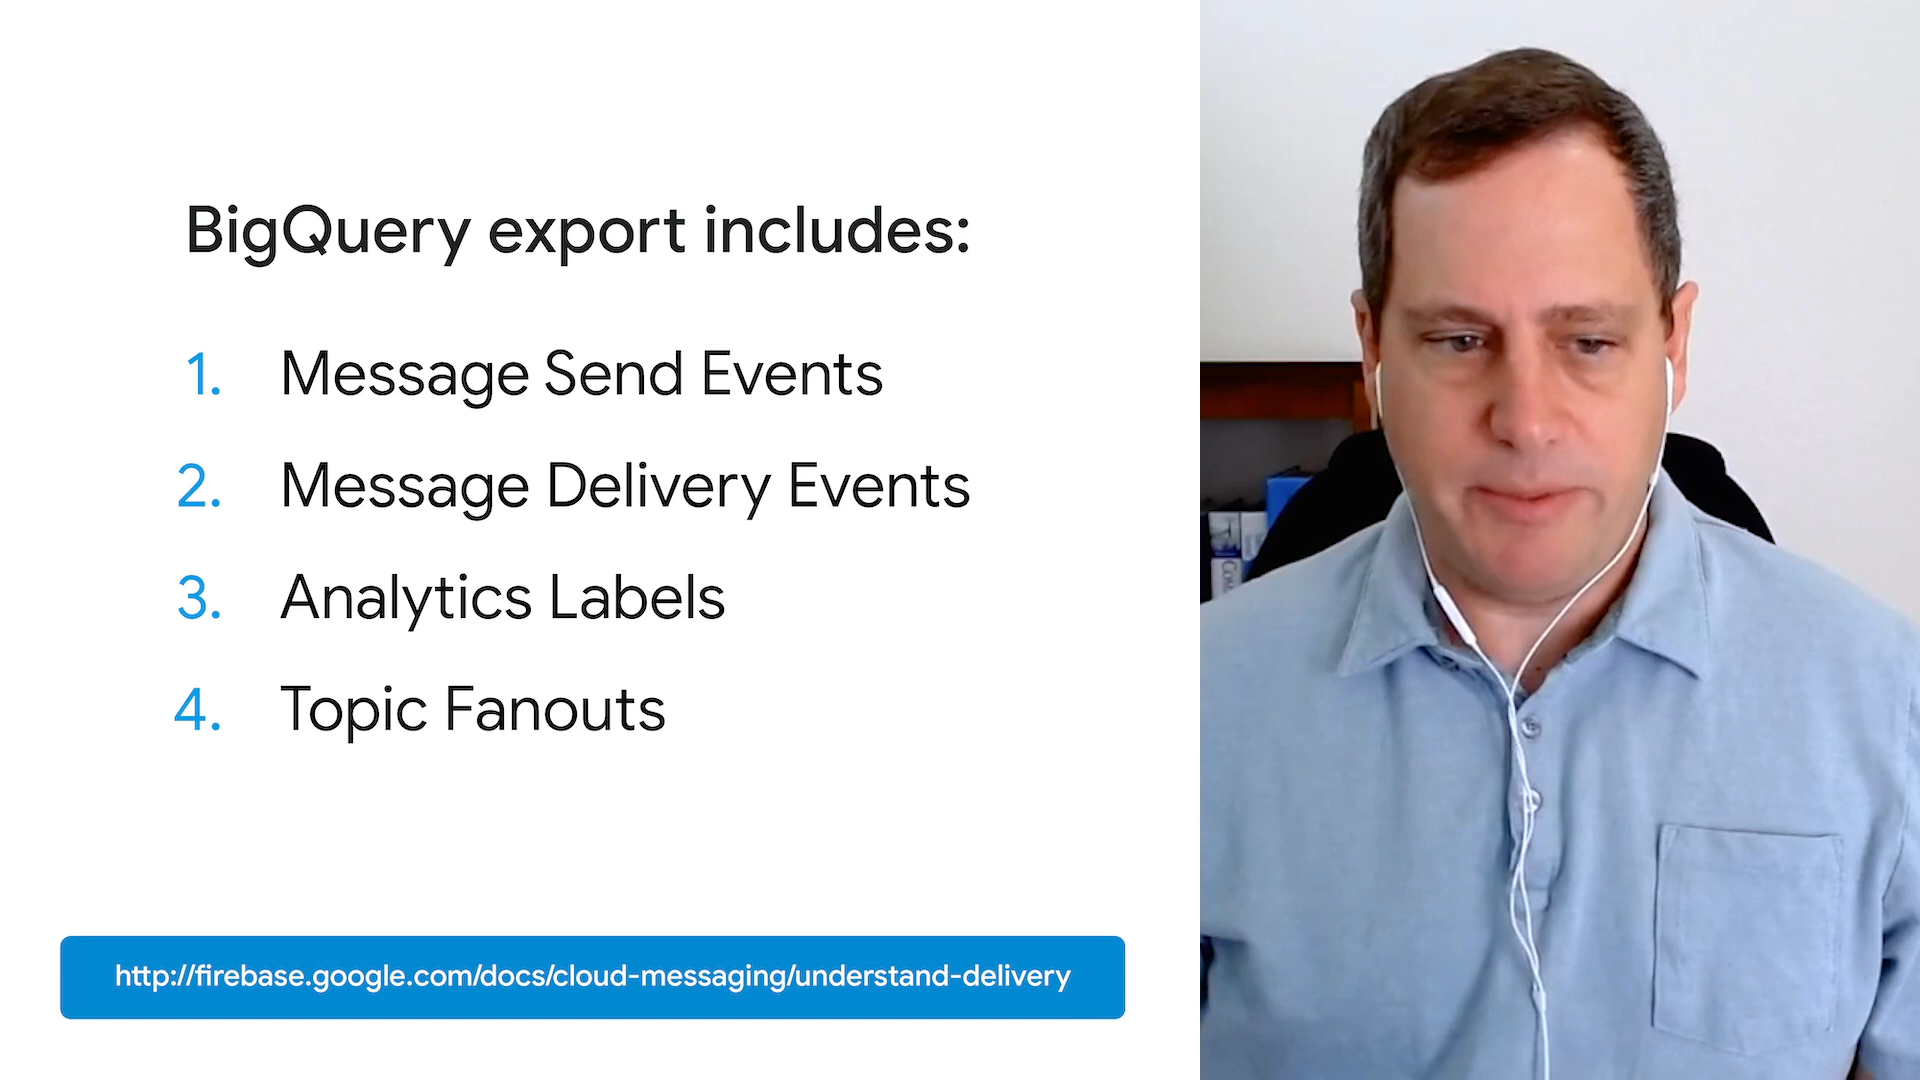 BigQuery export includes:
1. Message Send Events
2. Message Delivery Events
3. Analytics Labels
4. Topic Fanouts
http://firebase.google.com/docs/cloud-messaging/understand-delivery